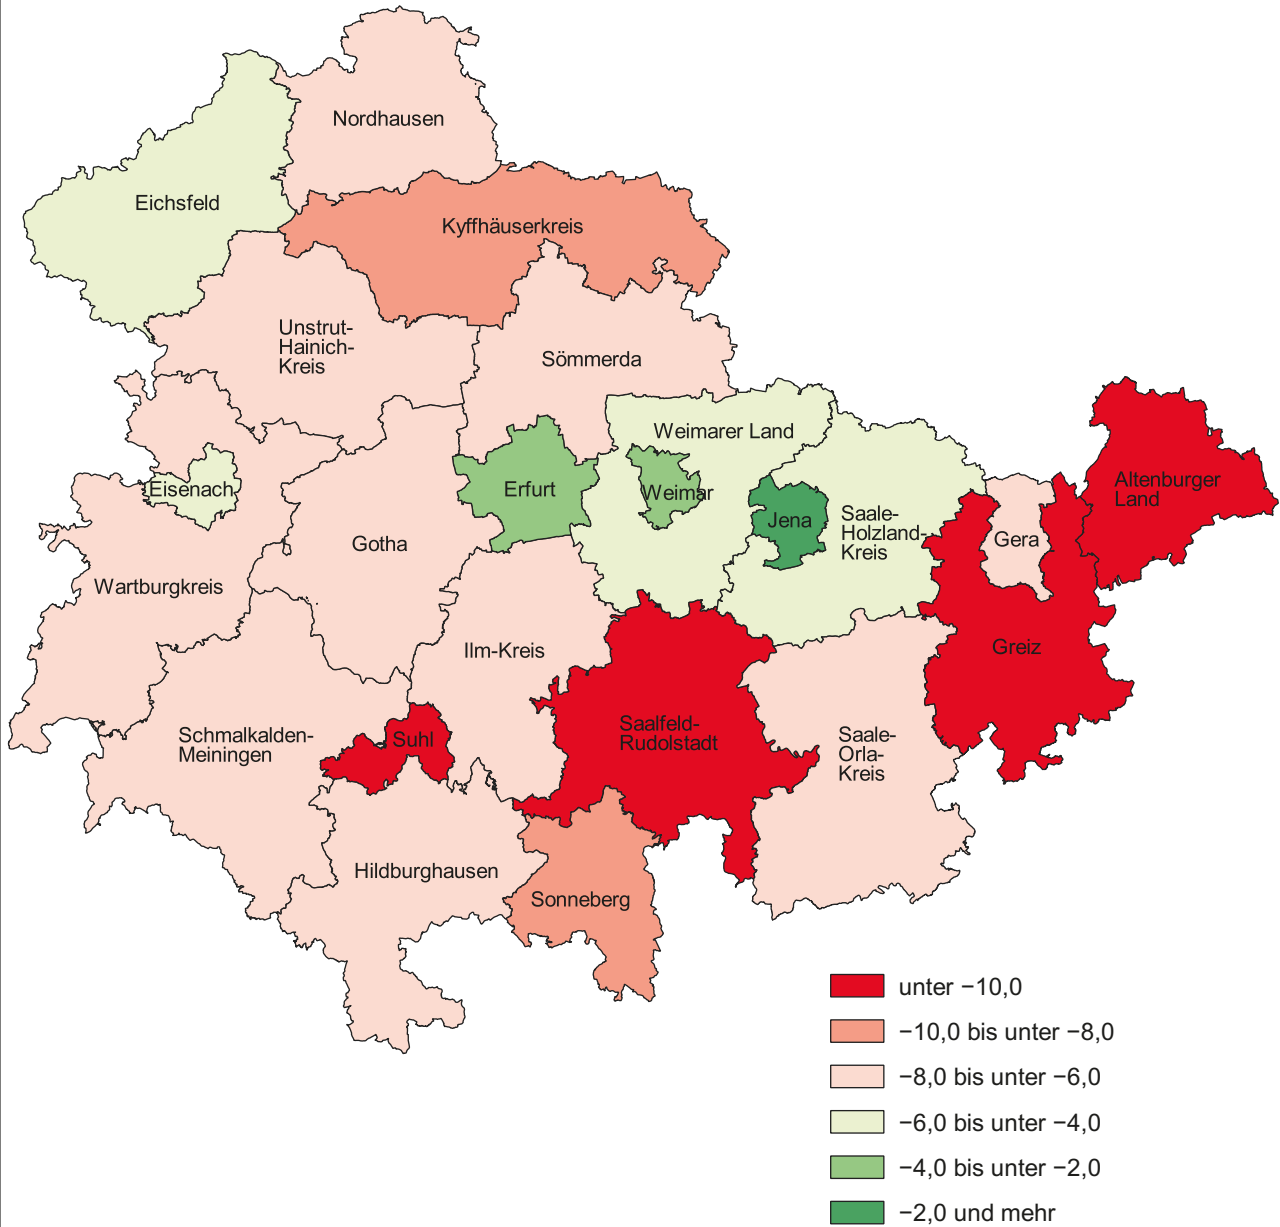 Nordhausen
Eichsfeld
Kyffhäuserkreis
Unstrut-
Hainich-
Kreis
Sömmerda
Weimarer Land
Eisenach
Erfurt
Weimar
Jena
Saale-
Holzland-
Kreis
Gera
Altenburger
Land
Gotha
Wartburgkreis
Ilm-Kreis
Greiz
Schmalkalden-
Meiningen
Suhl
Saalfeld-
Rudolstadt
Saale-
Orla-
Kreis
Hildburghausen
Sonneberg
unter −10,0
−10,0 bis unter −8,0
−8,0 bis unter −6,0
−6,0 bis unter −4,0
−4,0 bis unter −2,0
−2,0 und mehr